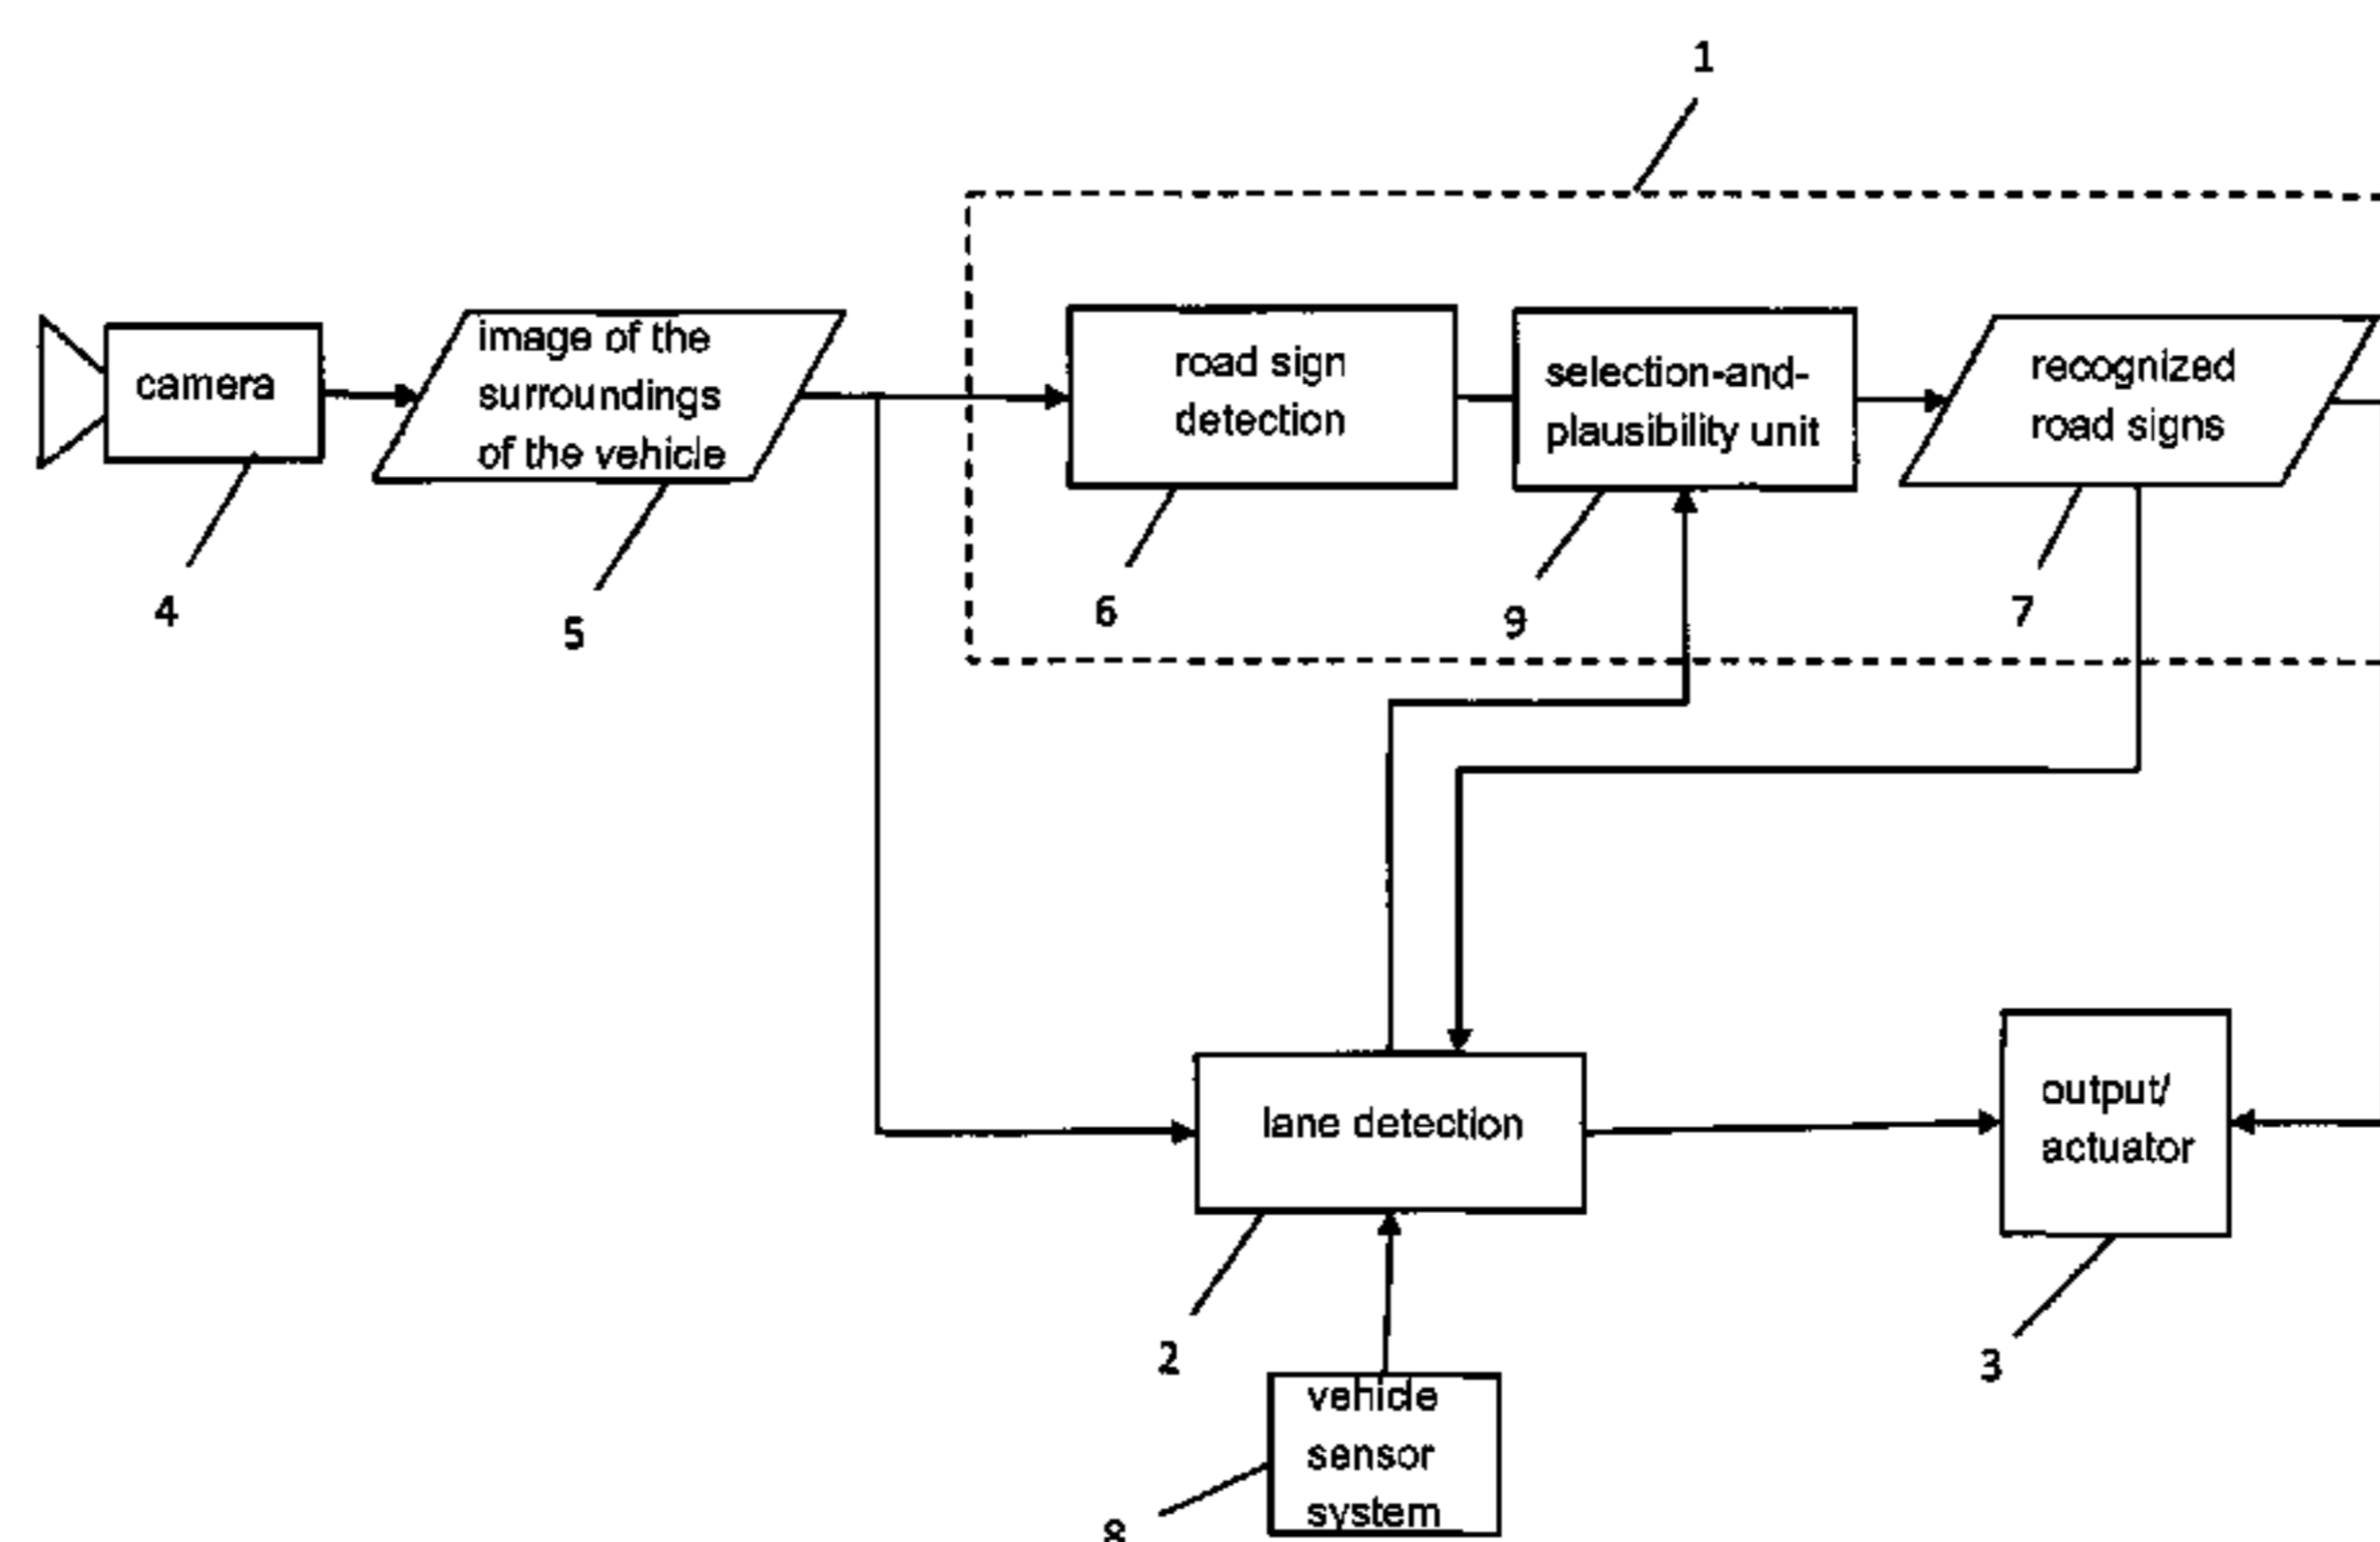 1
camera
image of the
surroundings
of the vehicle
road sign
detection
selection-and-
plausibility unit
recognized
road signs
4
5
6
9
7
lane detection
output/
actuator
2
3
vehicle
sensor
system
8